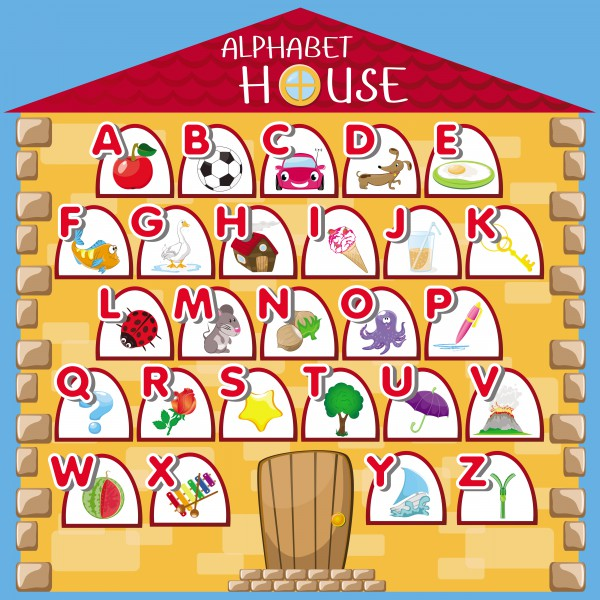 ALPHABET
HOUSE
A B C D E
F G H I J K
L M N O P
Q R S T U V
W X Y Z